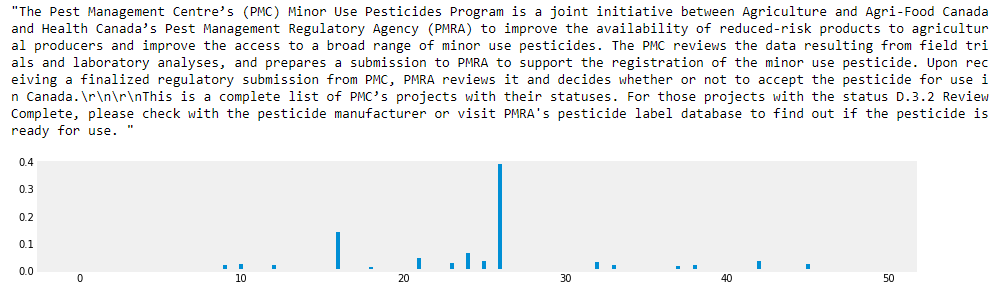 "The Pest Management Centre’s (PMC) Minor Use Pesticides Program is a joint initiative between Agriculture and Agri-Food Canada
and Health Canada’s Pest Management Regulatory Agency (PMRA) to improve the availability of reduced-risk products to agricultur
al producers and improve the access to a broad range of minor use pesticides. The PMC reviews the data resulting from field tri
als and laboratory analyses, and prepares a submission to PMRA to support the registration of the minor use pesticide. Upon rec
eiving a finalized regulatory submission from PMC, PMRA reviews it and decides whether or not to accept the pesticide for use i
n Canada.\r\n\r\nThis is a complete list of PMC’s projects with their statuses. For those projects with the status D.3.2 Review
Complete, please check with the pesticide manufacturer or visit PMRA's pesticide label database to find out if the pesticide is
ready for use. "
0.4
0.3
0.2
0.1
0.0
0 10 20 30 40 50